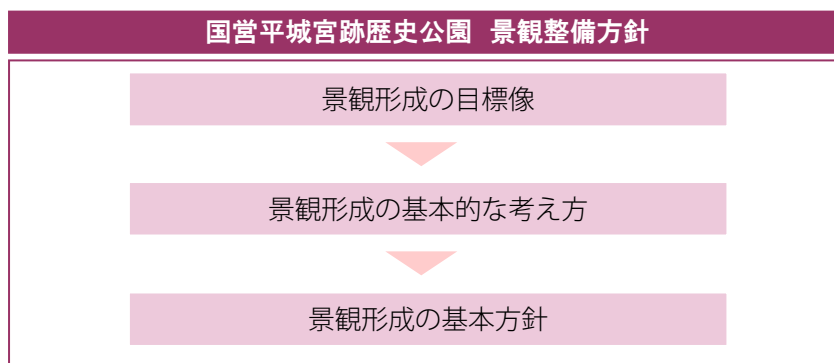 国営平城宮跡歴史公園 景観整備方針
景観形成の目標像
景観形成の基本的な考え方
景観形成の基本方針